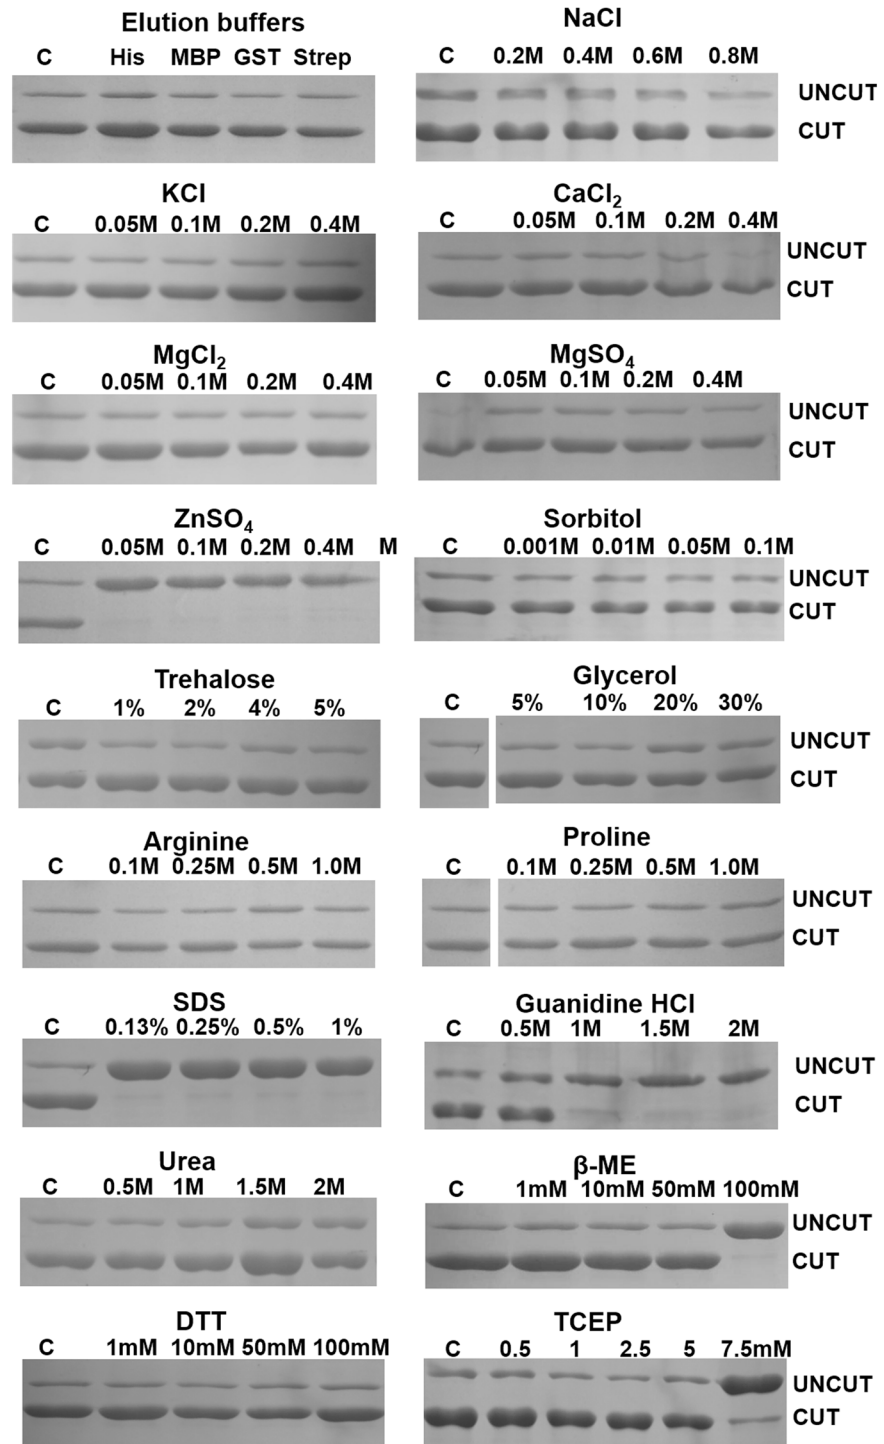 Elution buffers
C His MBP GST Strep
NaCl
C 0.2M 0.4M 0.6M 0.8M
UNCUT
CUT
KCl
C 0.05M 0.1M 0.2M 0.4M
CaCl₂
C 0.05M 0.1M 0.2M 0.4M
UNCUT
CUT
MgCl₂
C 0.05M 0.1M 0.2M 0.4M
MgSO₄
C 0.05M 0.1M 0.2M 0.4M
UNCUT
CUT
ZnSO₄
C 0.05M 0.1M 0.2M 0.4M M
Sorbitol
C 0.001M 0.01M 0.05M 0.1M
UNCUT
CUT
Trehalose
C 1% 2% 4% 5%
Glycerol
C 5% 10% 20% 30%
UNCUT
CUT
Arginine
C 0.1M 0.25M 0.5M 1.0M
Proline
C 0.1M 0.25M 0.5M 1.0M
UNCUT
CUT
SDS
C 0.13% 0.25% 0.5% 1%
Guanidine HCl
C 0.5M 1M 1.5M 2M
UNCUT
CUT
Urea
C 0.5M 1M 1.5M 2M
β-ME
C 1mM 10mM 50mM 100mM
UNCUT
CUT
DTT
C 1mM 10mM 50mM 100mM
TCEP
C 0.5 1 2.5 5 7.5mM
UNCUT
CUT